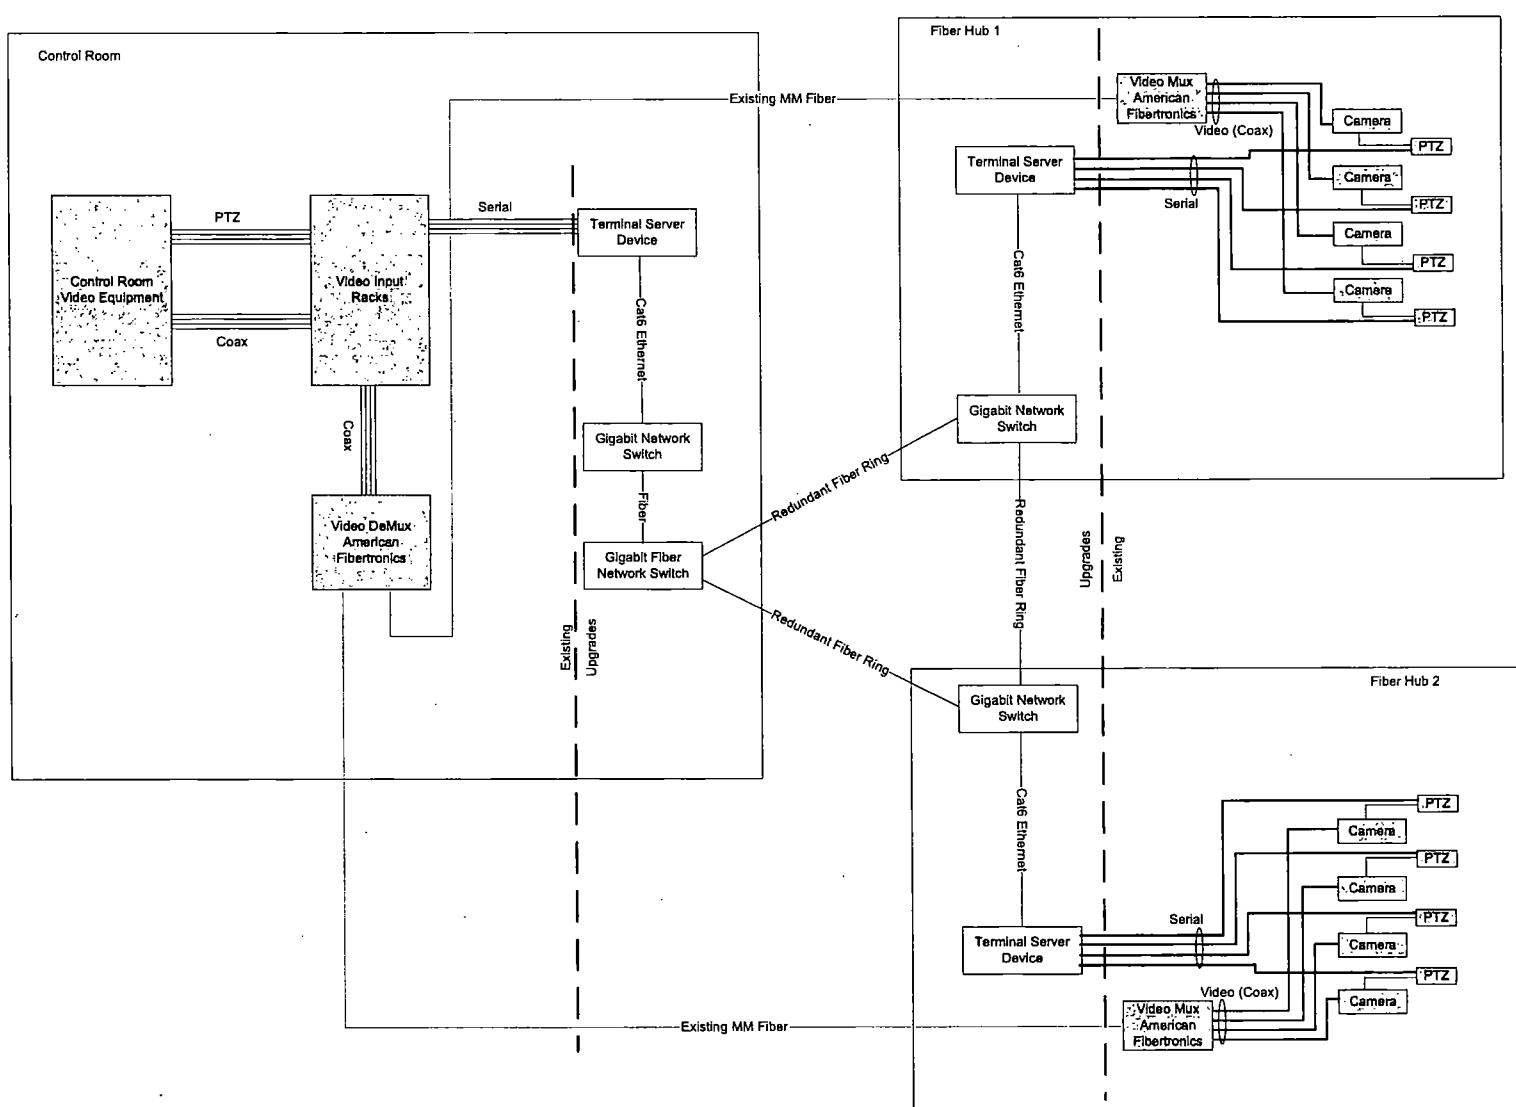 Control Room
Fiber Hub 1
Video Mux
American
Fibertronics
Existing MM Fiber
Video (Coax)
Camera
PTZ
Terminal Server
Device
Camera
PTZ
Serial
Camera
PTZ
Camera
PTZ
PTZ
Serial
Terminal Server
Device
Control Room
Video Equipment
Video Input
Racks
Coax
Cat6 Ethernet
Cat6 Ethernet
Gigabit Network
Switch
Gigabit Network
Switch
Coax
Redundant Fiber Ring
Fiber
Video DeMux
American
Fibertronics
Gigabit Fiber
Network Switch
Redundant Fiber Ring
Upgrades
Existing
Redundant Fiber Ring
Existing
Upgrades
Fiber Hub 2
Gigabit Network
Switch
Cat6 Ethernet
PTZ
Camera
PTZ
Camera
PTZ
Serial
Camera
Terminal Server
Device
PTZ
Video (Coax)
Camera
Video Mux
American
Fibertronics
Existing MM Fiber